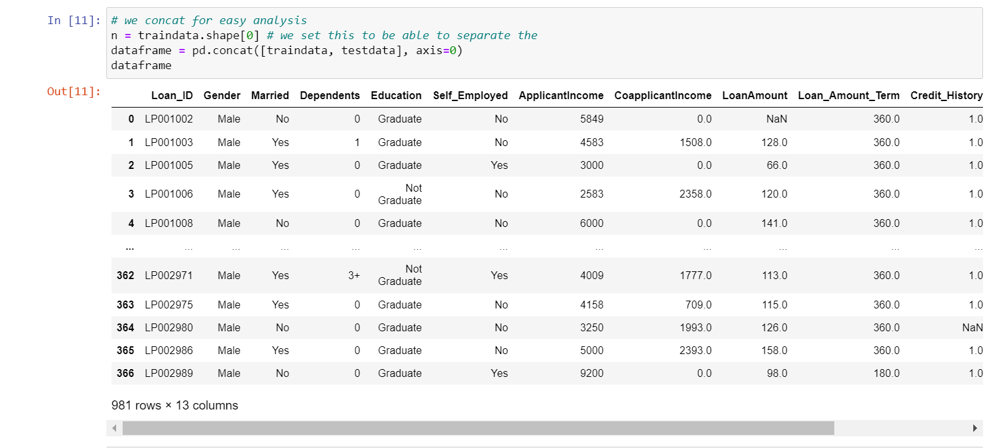 In [11]: # we concat for easy analysis
n = traindata.shape[0] # we set this to be able to separate the
dataframe = pd.concat([traindata, testdata], axis=0)
dataframe
Out[11]:
Loan_ID Gender Married Dependents Education Self_Employed ApplicantIncome CoapplicantIncome LoanAmount Loan_Amount_Term Credit_History
0 LP001002 Male No 0 Graduate No 5849 0.0 NaN 360.0 1.0
1 LP001003 Male Yes 1 Graduate No 4583 1508.0 128.0 360.0 1.0
2 LP001005 Male Yes 0 Graduate Yes 3000 0.0 66.0 360.0 1.0
3 LP001006 Male Yes 0 Not Graduate No 2583 2358.0 120.0 360.0 1.0
4 LP001008 Male No 0 Graduate No 6000 0.0 141.0 360.0 1.0
... ... ... ... ... ... ... ... ... ... ... ...
362 LP002971 Male Yes 3+ Not Graduate Yes 4009 1777.0 113.0 360.0 1.0
363 LP002975 Male Yes 0 Graduate No 4158 709.0 115.0 360.0 1.0
364 LP002980 Male No 0 Graduate No 3250 1993.0 126.0 360.0 NaN
365 LP002986 Male Yes 0 Graduate No 5000 2393.0 158.0 360.0 1.0
366 LP002989 Male No 0 Graduate Yes 9200 0.0 98.0 180.0 1.0
981 rows × 13 columns